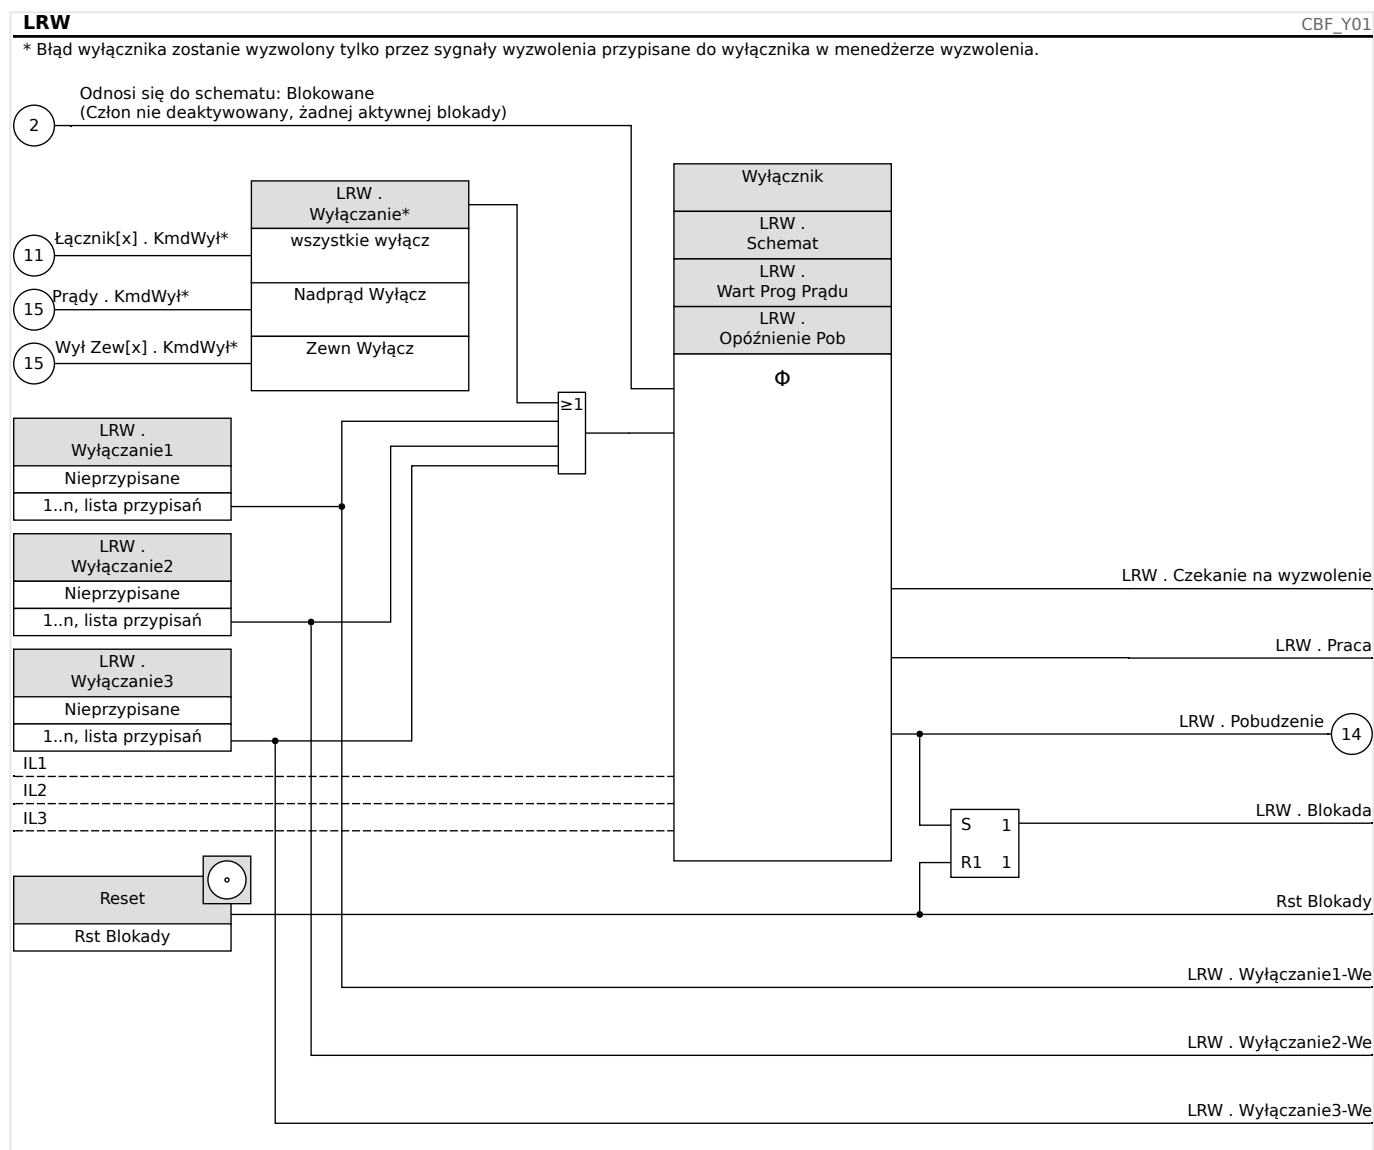 LRW
CBF_Y01
* Błąd wyłącznika zostanie wyzwolony tylko przez sygnały wyzwolenia przypisane do wyłącznika w menedżerze wyzwolenia.
Odnosi się do schematu: Blokowane
(Człon nie deaktywowany, żadnej aktywnej blokady)
2
LRW .
Wyłączanie*
wszystkie wyłącz
Nadprąd Wyłącz
Zewn Wyłącz
Łącznik[x] . KmdWył*
11
Prądy . KmdWył*
15
Wył Zew[x] . KmdWył*
15
Wyłącznik
LRW .
Schemat
LRW .
Wart Prog Prądu
LRW .
Opóźnienie Pob
Φ
≥1
LRW .
Wyłączanie1
Nieprzypisane
1..n, lista przypisań
LRW .
Wyłączanie2
Nieprzypisane
1..n, lista przypisań
LRW .
Wyłączanie3
Nieprzypisane
1..n, lista przypisań
IL1
IL2
IL3
LRW . Czekanie na wyzwolenie
LRW . Praca
LRW . Pobudzenie
14
S 1
R1 1
LRW . Blokada
Reset
Rst Blokady
Rst Blokady
LRW . Wyłączanie1-We
LRW . Wyłączanie2-We
LRW . Wyłączanie3-We